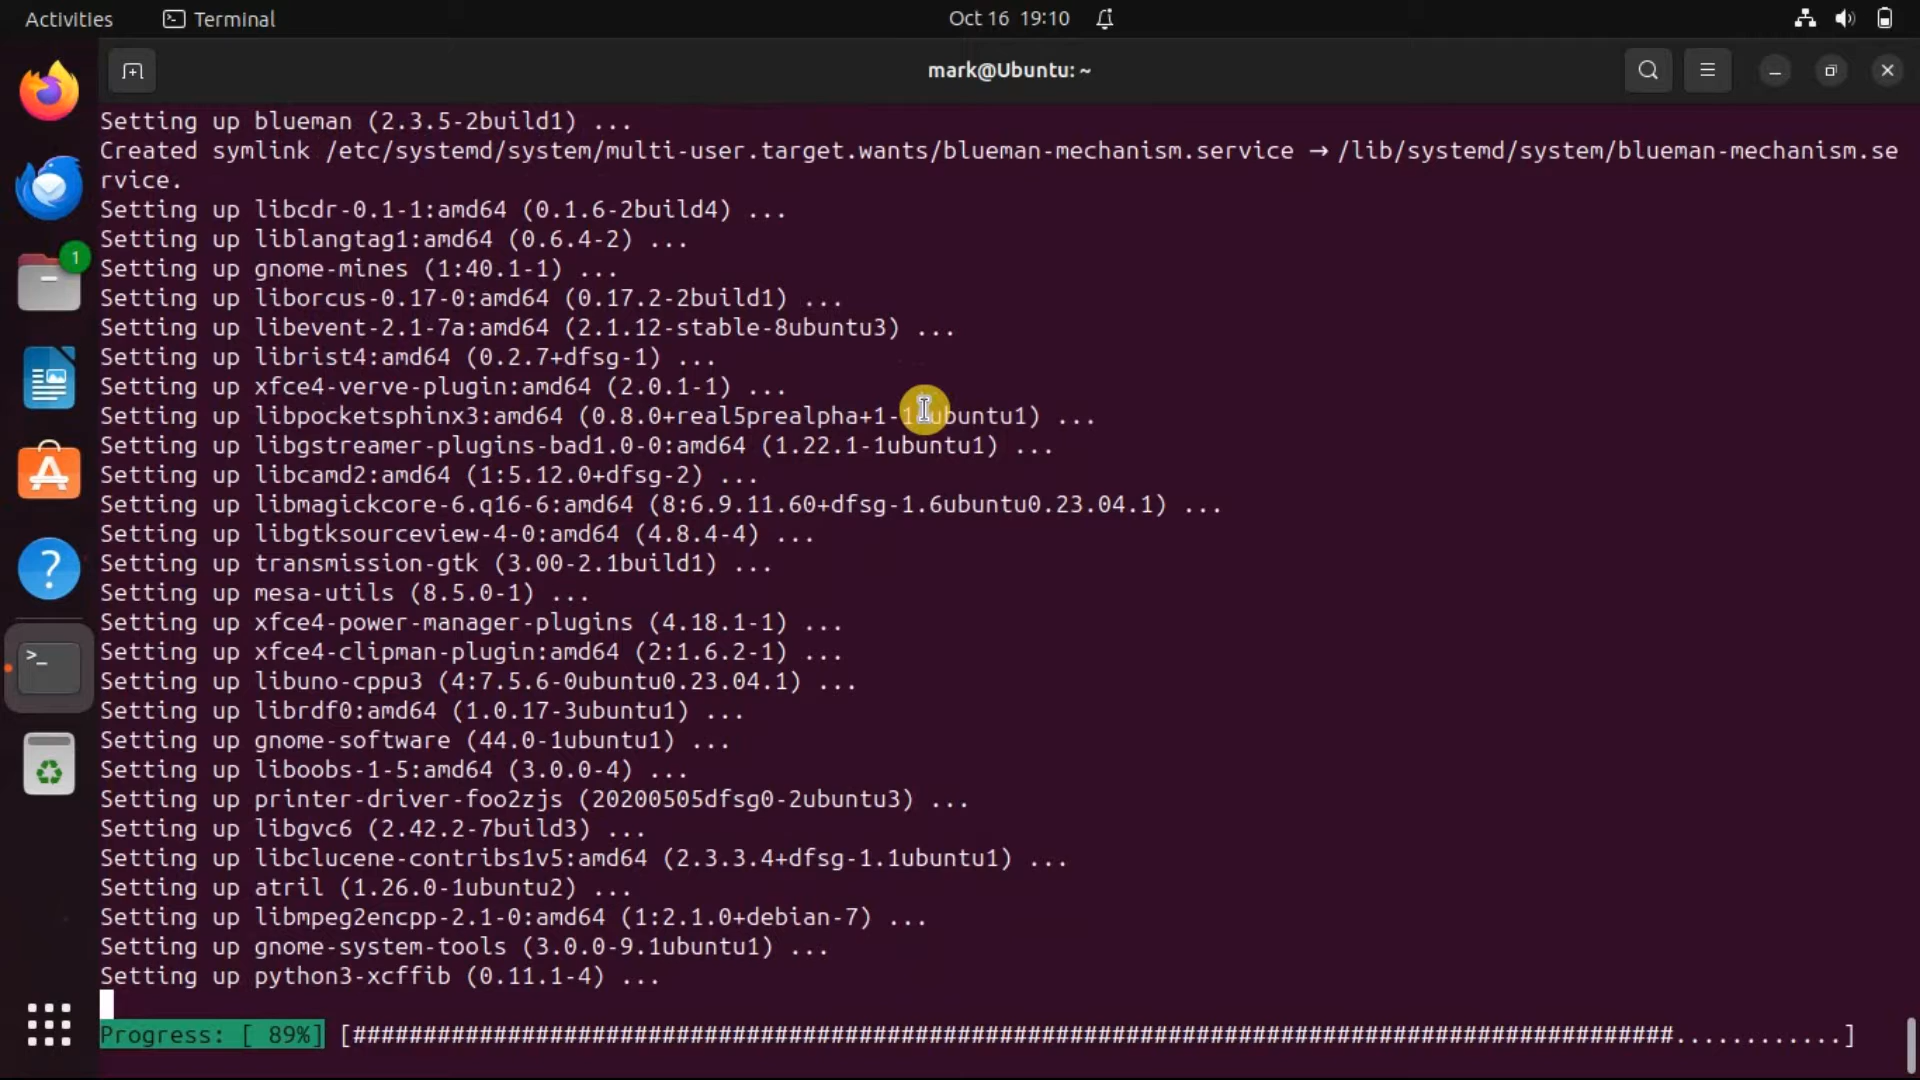 Activities Terminal Oct 16 19:10
mark@Ubuntu: ~
Setting up blueman (2.3.5-2build1) ...
Created symlink /etc/systemd/system/multi-user.target.wants/blueman-mechanism.service → /lib/systemd/system/blueman-mechanism.se
rvice.
Setting up libcdr-0.1-1:amd64 (0.1.6-2build4) ...
Setting up liblangtag1:amd64 (0.6.4-2) ...
Setting up gnome-mines (1:40.1-1) ...
Setting up liborcus-0.17-0:amd64 (0.17.2-2build1) ...
Setting up libevent-2.1-7a:amd64 (2.1.12-stable-8ubuntu3) ...
Setting up librist4:amd64 (0.2.7+dfsg-1) ...
Setting up xfce4-verve-plugin:amd64 (2.0.1-1) ...
Setting up libpocketsphinx3:amd64 ...
Setting up libgstreamer-plugins-bad1.0-0:amd64 (1.22.1-1ubuntu1) ...
Setting up libcamd2:amd64 (1:5.12.0+dfsg-2) ...
Setting up libmagickcore-6.q16-6:amd64 (8:6.9.11.60+dfsg-1.6ubuntu0.23.04.1) ...
Setting up libgtksourceview-4-0:amd64 (4.8.4-4) ...
Setting up transmission-gtk (3.00-2.1build1) ...
Setting up mesa-utils (8.5.0-1) ...
Setting up xfce4-power-manager-plugins (4.18.1-1) ...
Setting up xfce4-clipman-plugin:amd64 (2:1.6.2-1) ...
Setting up libuno-cppu3 (4:7.5.6-0ubuntu0.23.04.1) ...
Setting up librdf0:amd64 (1.0.17-3ubuntu1) ...
Setting up gnome-software (44.0-1ubuntu1) ...
Setting up liboobs-1-5:amd64 (3.0.0-4) ...
Setting up printer-driver-foo2zjs (20200505dfsg0-2ubuntu3) ...
Setting up libgvc6 (2.42.2-7build3) ...
Setting up libclucene-contribs1v5:amd64 (2.3.3.4+dfsg-1.1ubuntu1) ...
Setting up atril (1.26.0-1ubuntu2) ...
Setting up libmpeg2encpp-2.1-0:amd64 (1:2.1.0+debian-7) ...
Setting up gnome-system-tools (3.0.0-9.1ubuntu1) ...
Setting up python3-xcffib (0.11.1-4) ...
Progress: [ 89%] [##############################################################################################............]
1